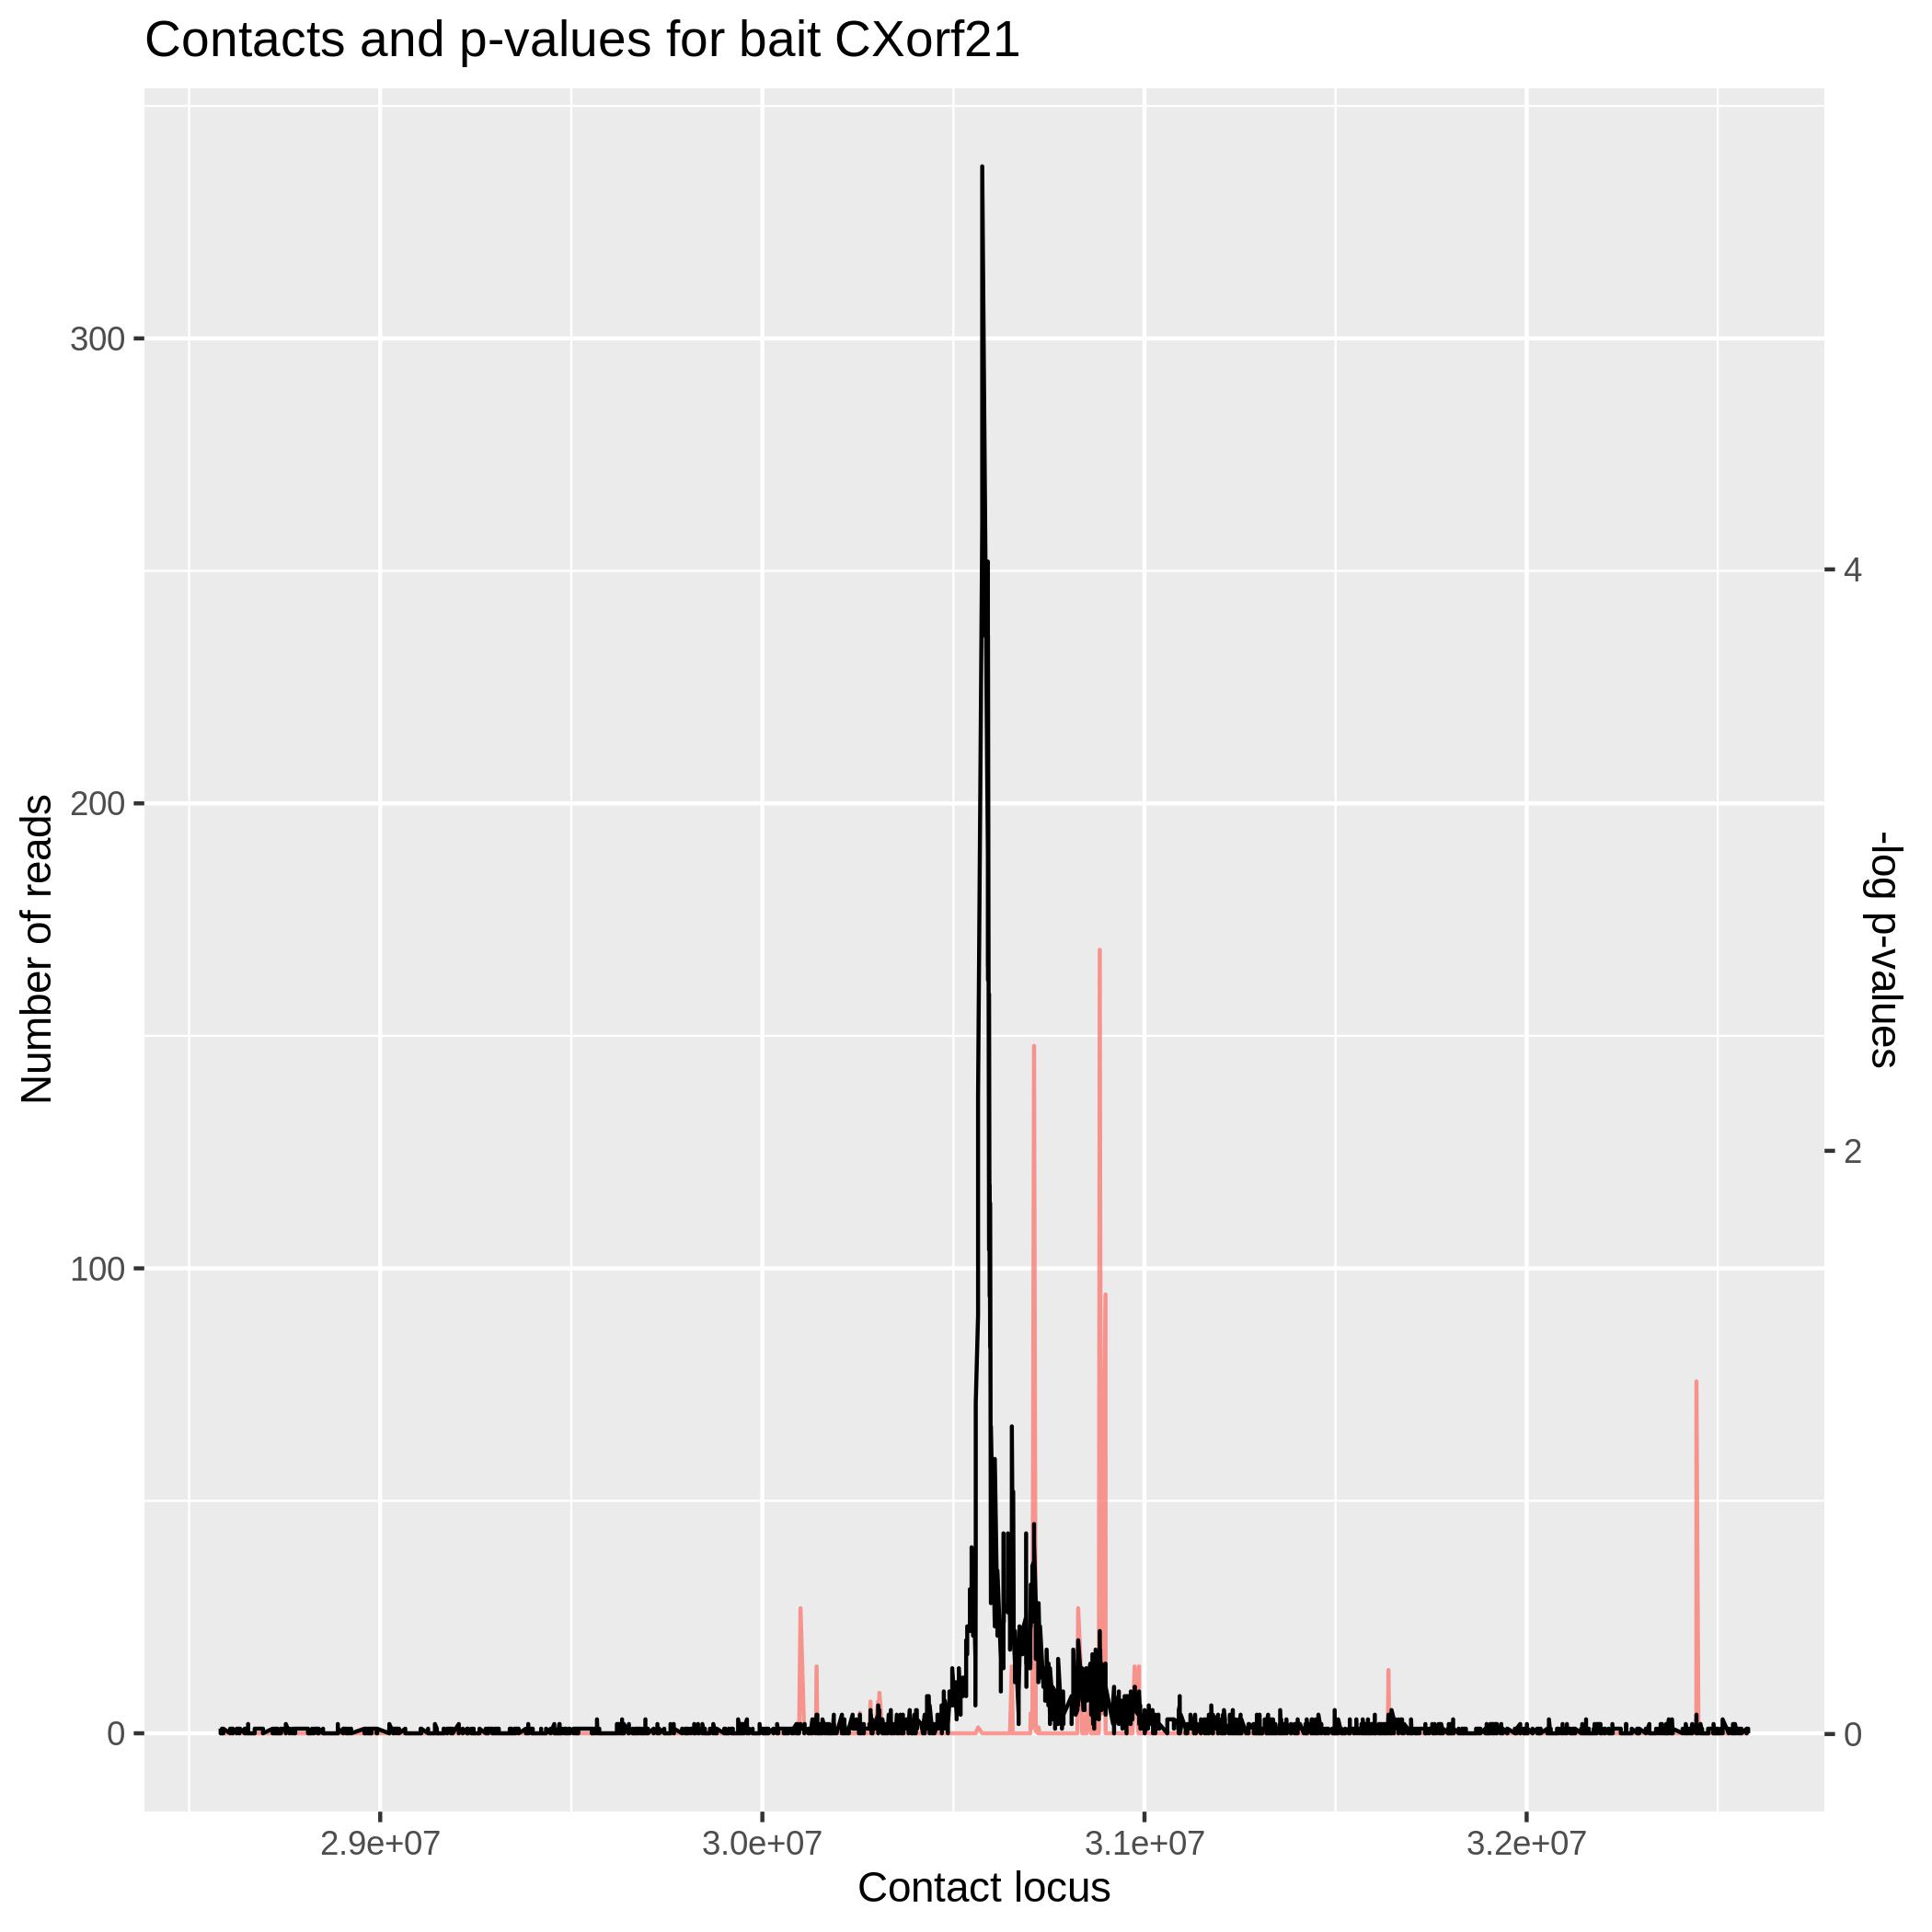 Contacts and p-values for bait CXorf21
Number of reads
300
200
100
0
4
2
0
-log p-values
2.9e+07
3.0e+07
3.1e+07
3.2e+07
Contact locus